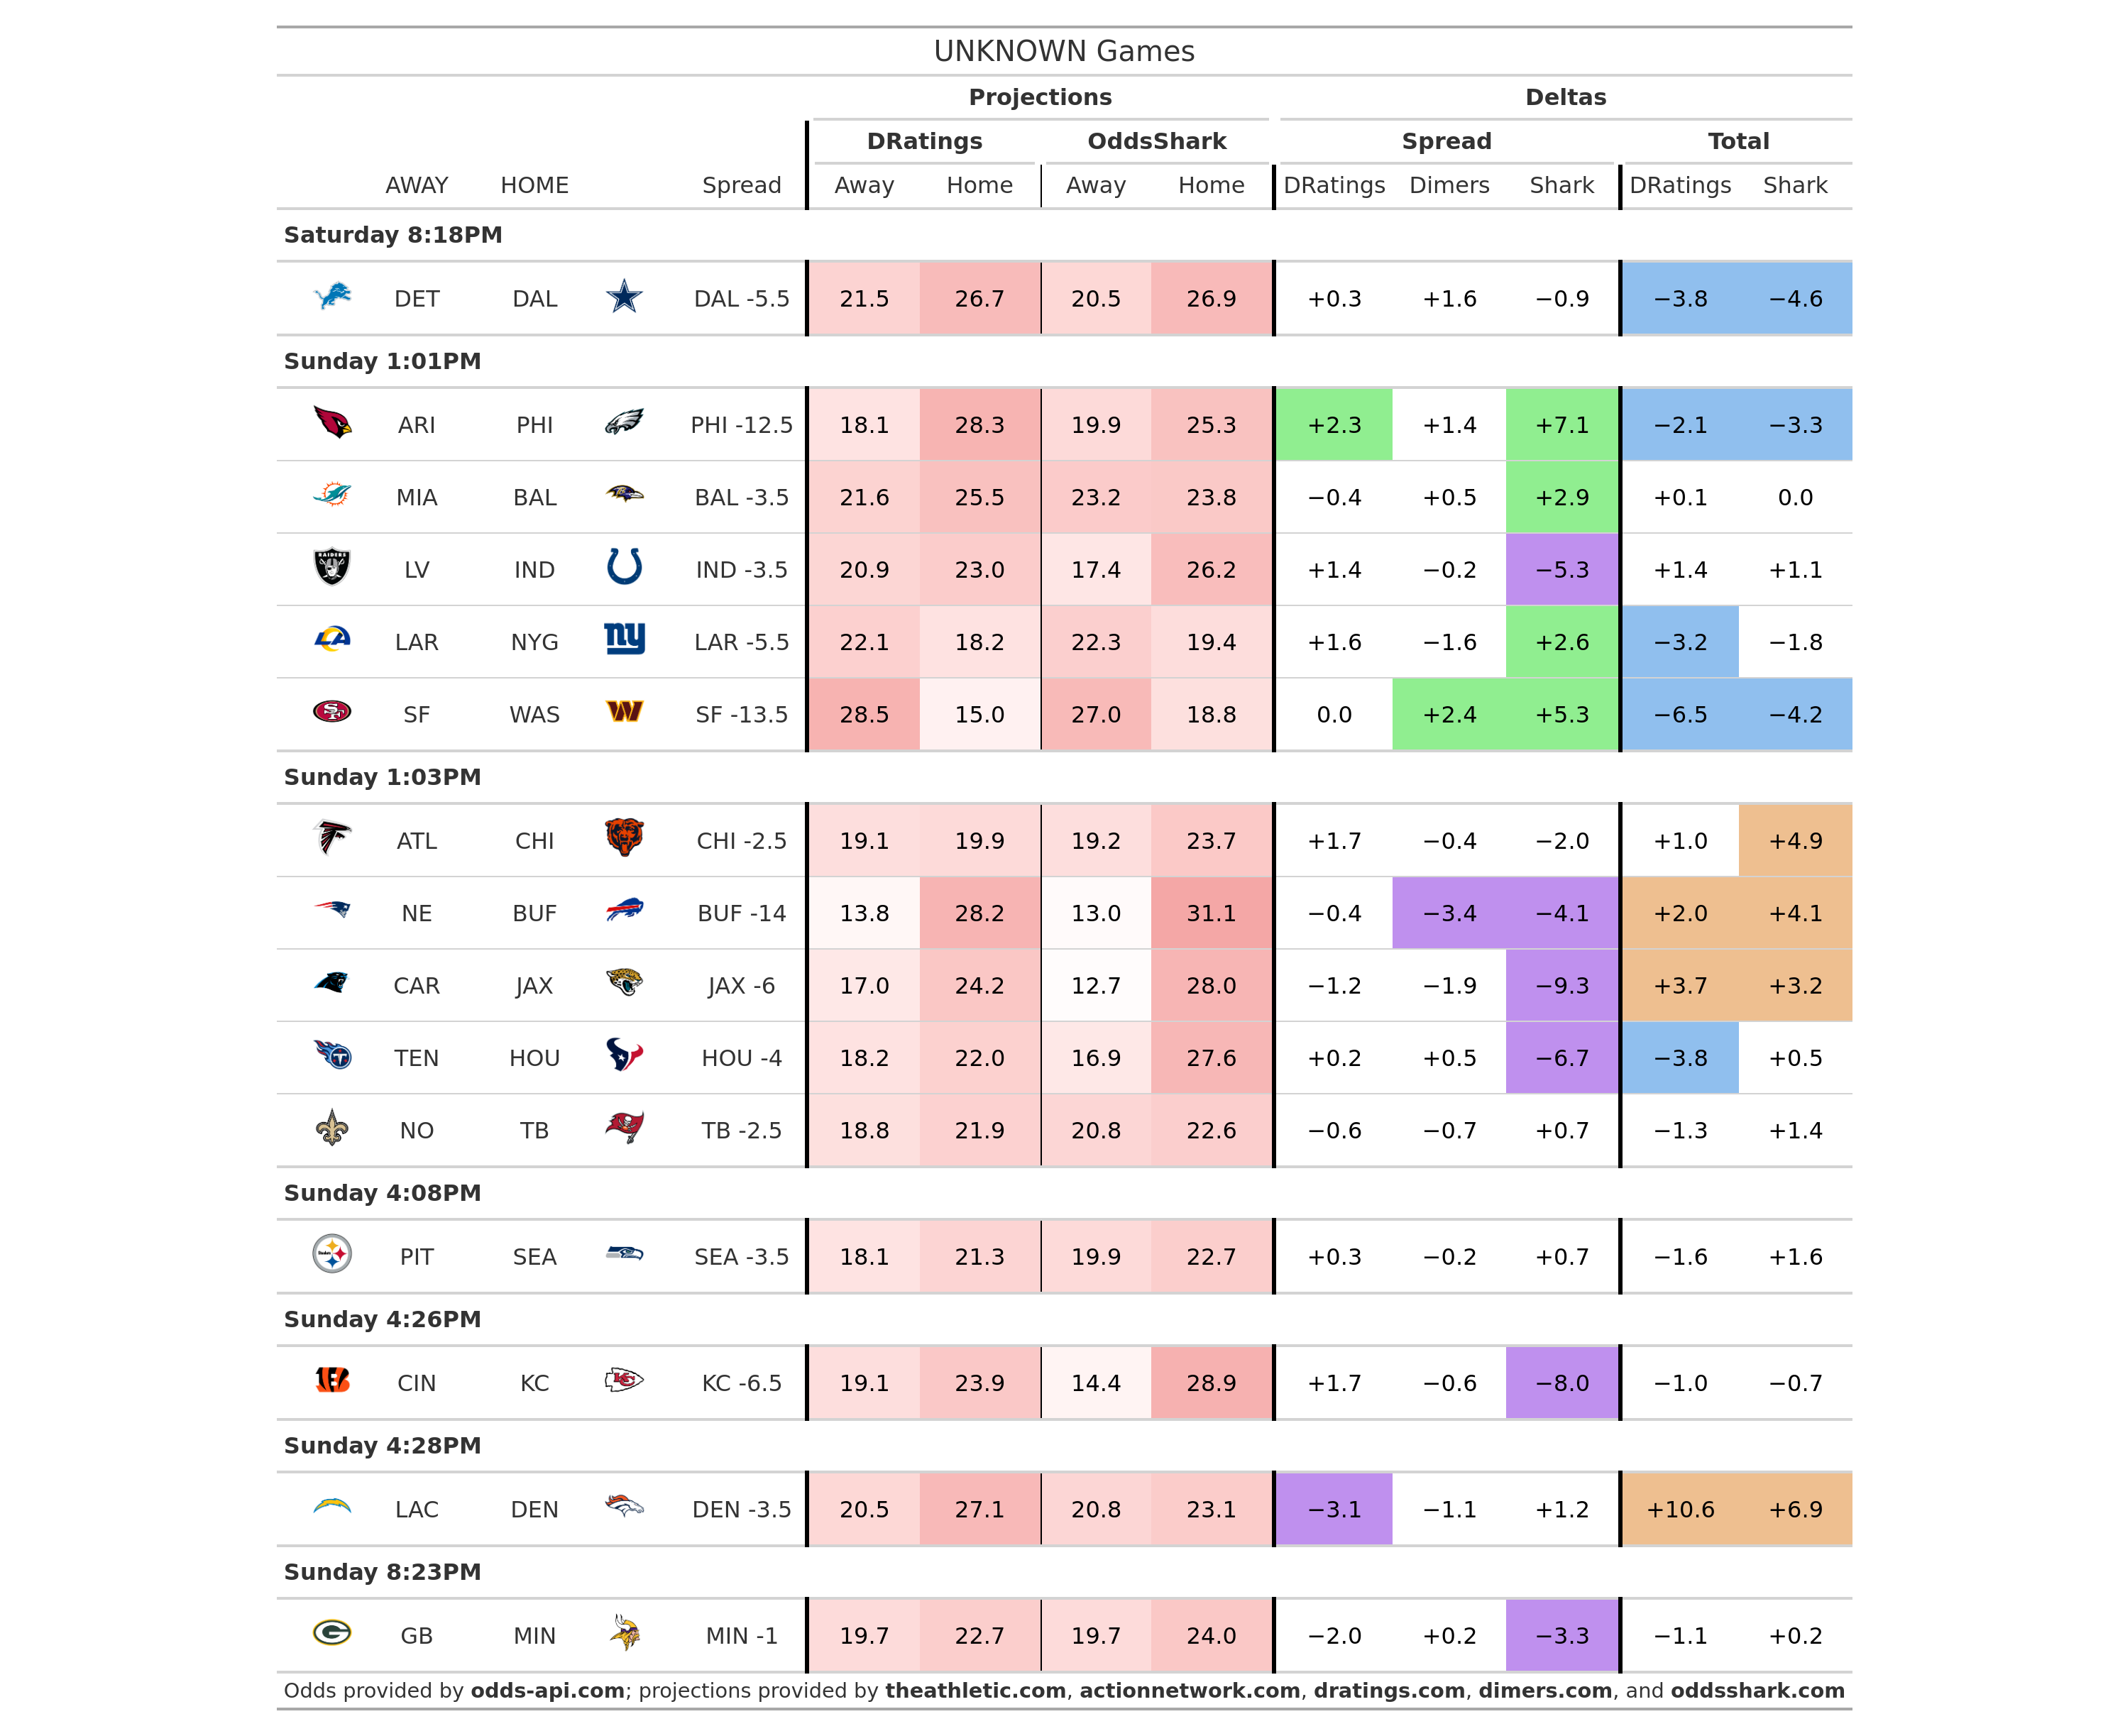 UNKNOWN Games
Projections Deltas
DRatings OddsShark Spread Total
AWAY HOME Spread Away Home Away Home DRatings Dimers Shark DRatings Shark
Saturday 8:18PM
DET DAL DAL -5.5 21.5 26.7 20.5 26.9 +0.3 +1.6 −0.9 −3.8 −4.6
Sunday 1:01PM
ARI PHI PHI -12.5 18.1 28.3 19.9 25.3 +2.3 +1.4 +7.1 −2.1 −3.3
MIA BAL BAL -3.5 21.6 25.5 23.2 23.8 −0.4 +0.5 +2.9 +0.1 0.0
LV IND IND -3.5 20.9 23.0 17.4 26.2 +1.4 −0.2 −5.3 +1.4 +1.1
LAR NYG ny LAR -5.5 22.1 18.2 22.3 19.4 +1.6 −1.6 +2.6 −3.2 −1.8
SF WAS SF -13.5 28.5 15.0 27.0 18.8 0.0 +2.4 +5.3 −6.5 −4.2
Sunday 1:03PM
ATL CHI CHI -2.5 19.1 19.9 19.2 23.7 +1.7 −0.4 −2.0 +1.0 +4.9
NE BUF BUF -14 13.8 28.2 13.0 31.1 −0.4 −3.4 −4.1 +2.0 +4.1
CAR JAX JAX -6 17.0 24.2 12.7 28.0 −1.2 −1.9 −9.3 +3.7 +3.2
TEN HOU HOU -4 18.2 22.0 16.9 27.6 +0.2 +0.5 −6.7 −3.8 +0.5
NO TB TB -2.5 18.8 21.9 20.8 22.6 −0.6 −0.7 +0.7 −1.3 +1.4
Sunday 4:08PM
PIT SEA SEA -3.5 18.1 21.3 19.9 22.7 +0.3 −0.2 +0.7 −1.6 +1.6
Sunday 4:26PM
CIN KC KC -6.5 19.1 23.9 14.4 28.9 +1.7 −0.6 −8.0 −1.0 −0.7
Sunday 4:28PM
LAC DEN DEN -3.5 20.5 27.1 20.8 23.1 −3.1 −1.1 +1.2 +10.6 +6.9
Sunday 8:23PM
GB MIN MIN -1 19.7 22.7 19.7 24.0 −2.0 +0.2 −3.3 −1.1 +0.2
Odds provided by odds-api.com; projections provided by theathletic.com, actionnetwork.com, dratings.com, dimers.com, and oddsshark.com